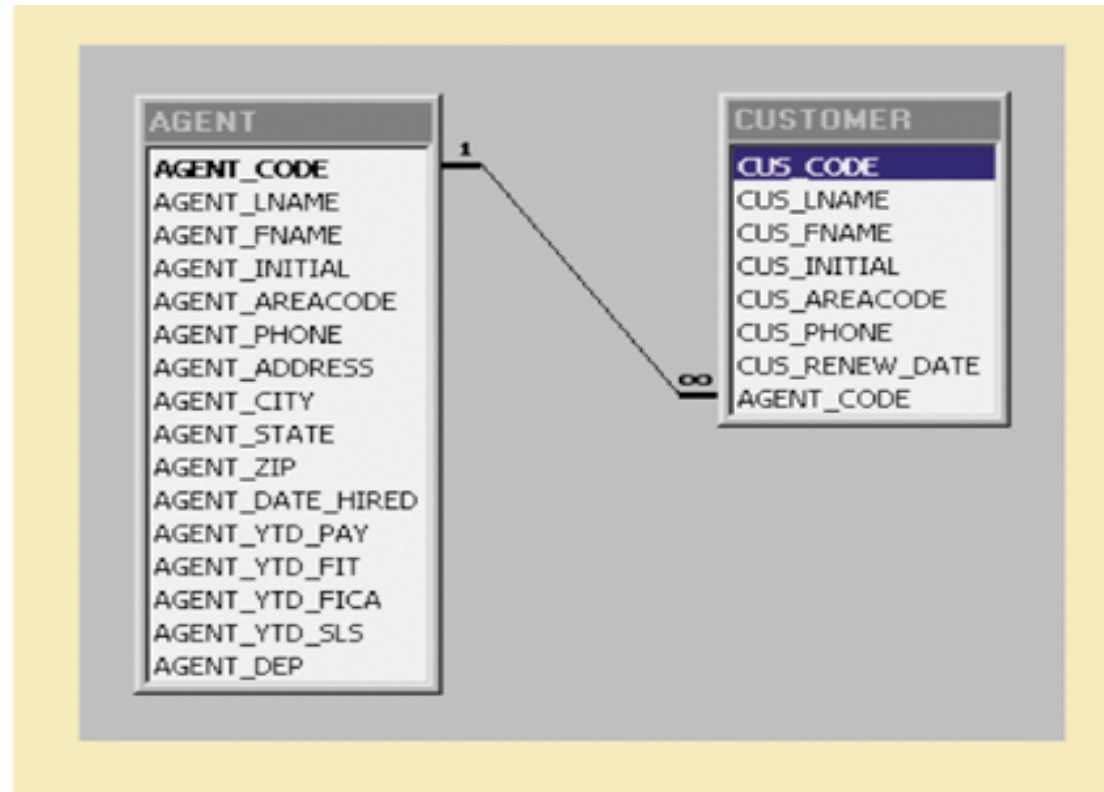 AGENT
AGENT_CODE
AGENT_LNAME
AGENT_FNAME
AGENT_INITIAL
AGENT_AREACODE
AGENT_PHONE
AGENT_ADDRESS
AGENT_CITY
AGENT_STATE
AGENT_ZIP
AGENT_DATE_HIRED
AGENT_YTD_PAY
AGENT_YTD_FIT
AGENT_YTD_FICA
AGENT_YTD_SLS
AGENT_DEP
1
∞
CUSTOMER
CUS_CODE
CUS_LNAME
CUS_FNAME
CUS_INITIAL
CUS_AREACODE
CUS_PHONE
CUS_RENEW_DATE
AGENT_CODE